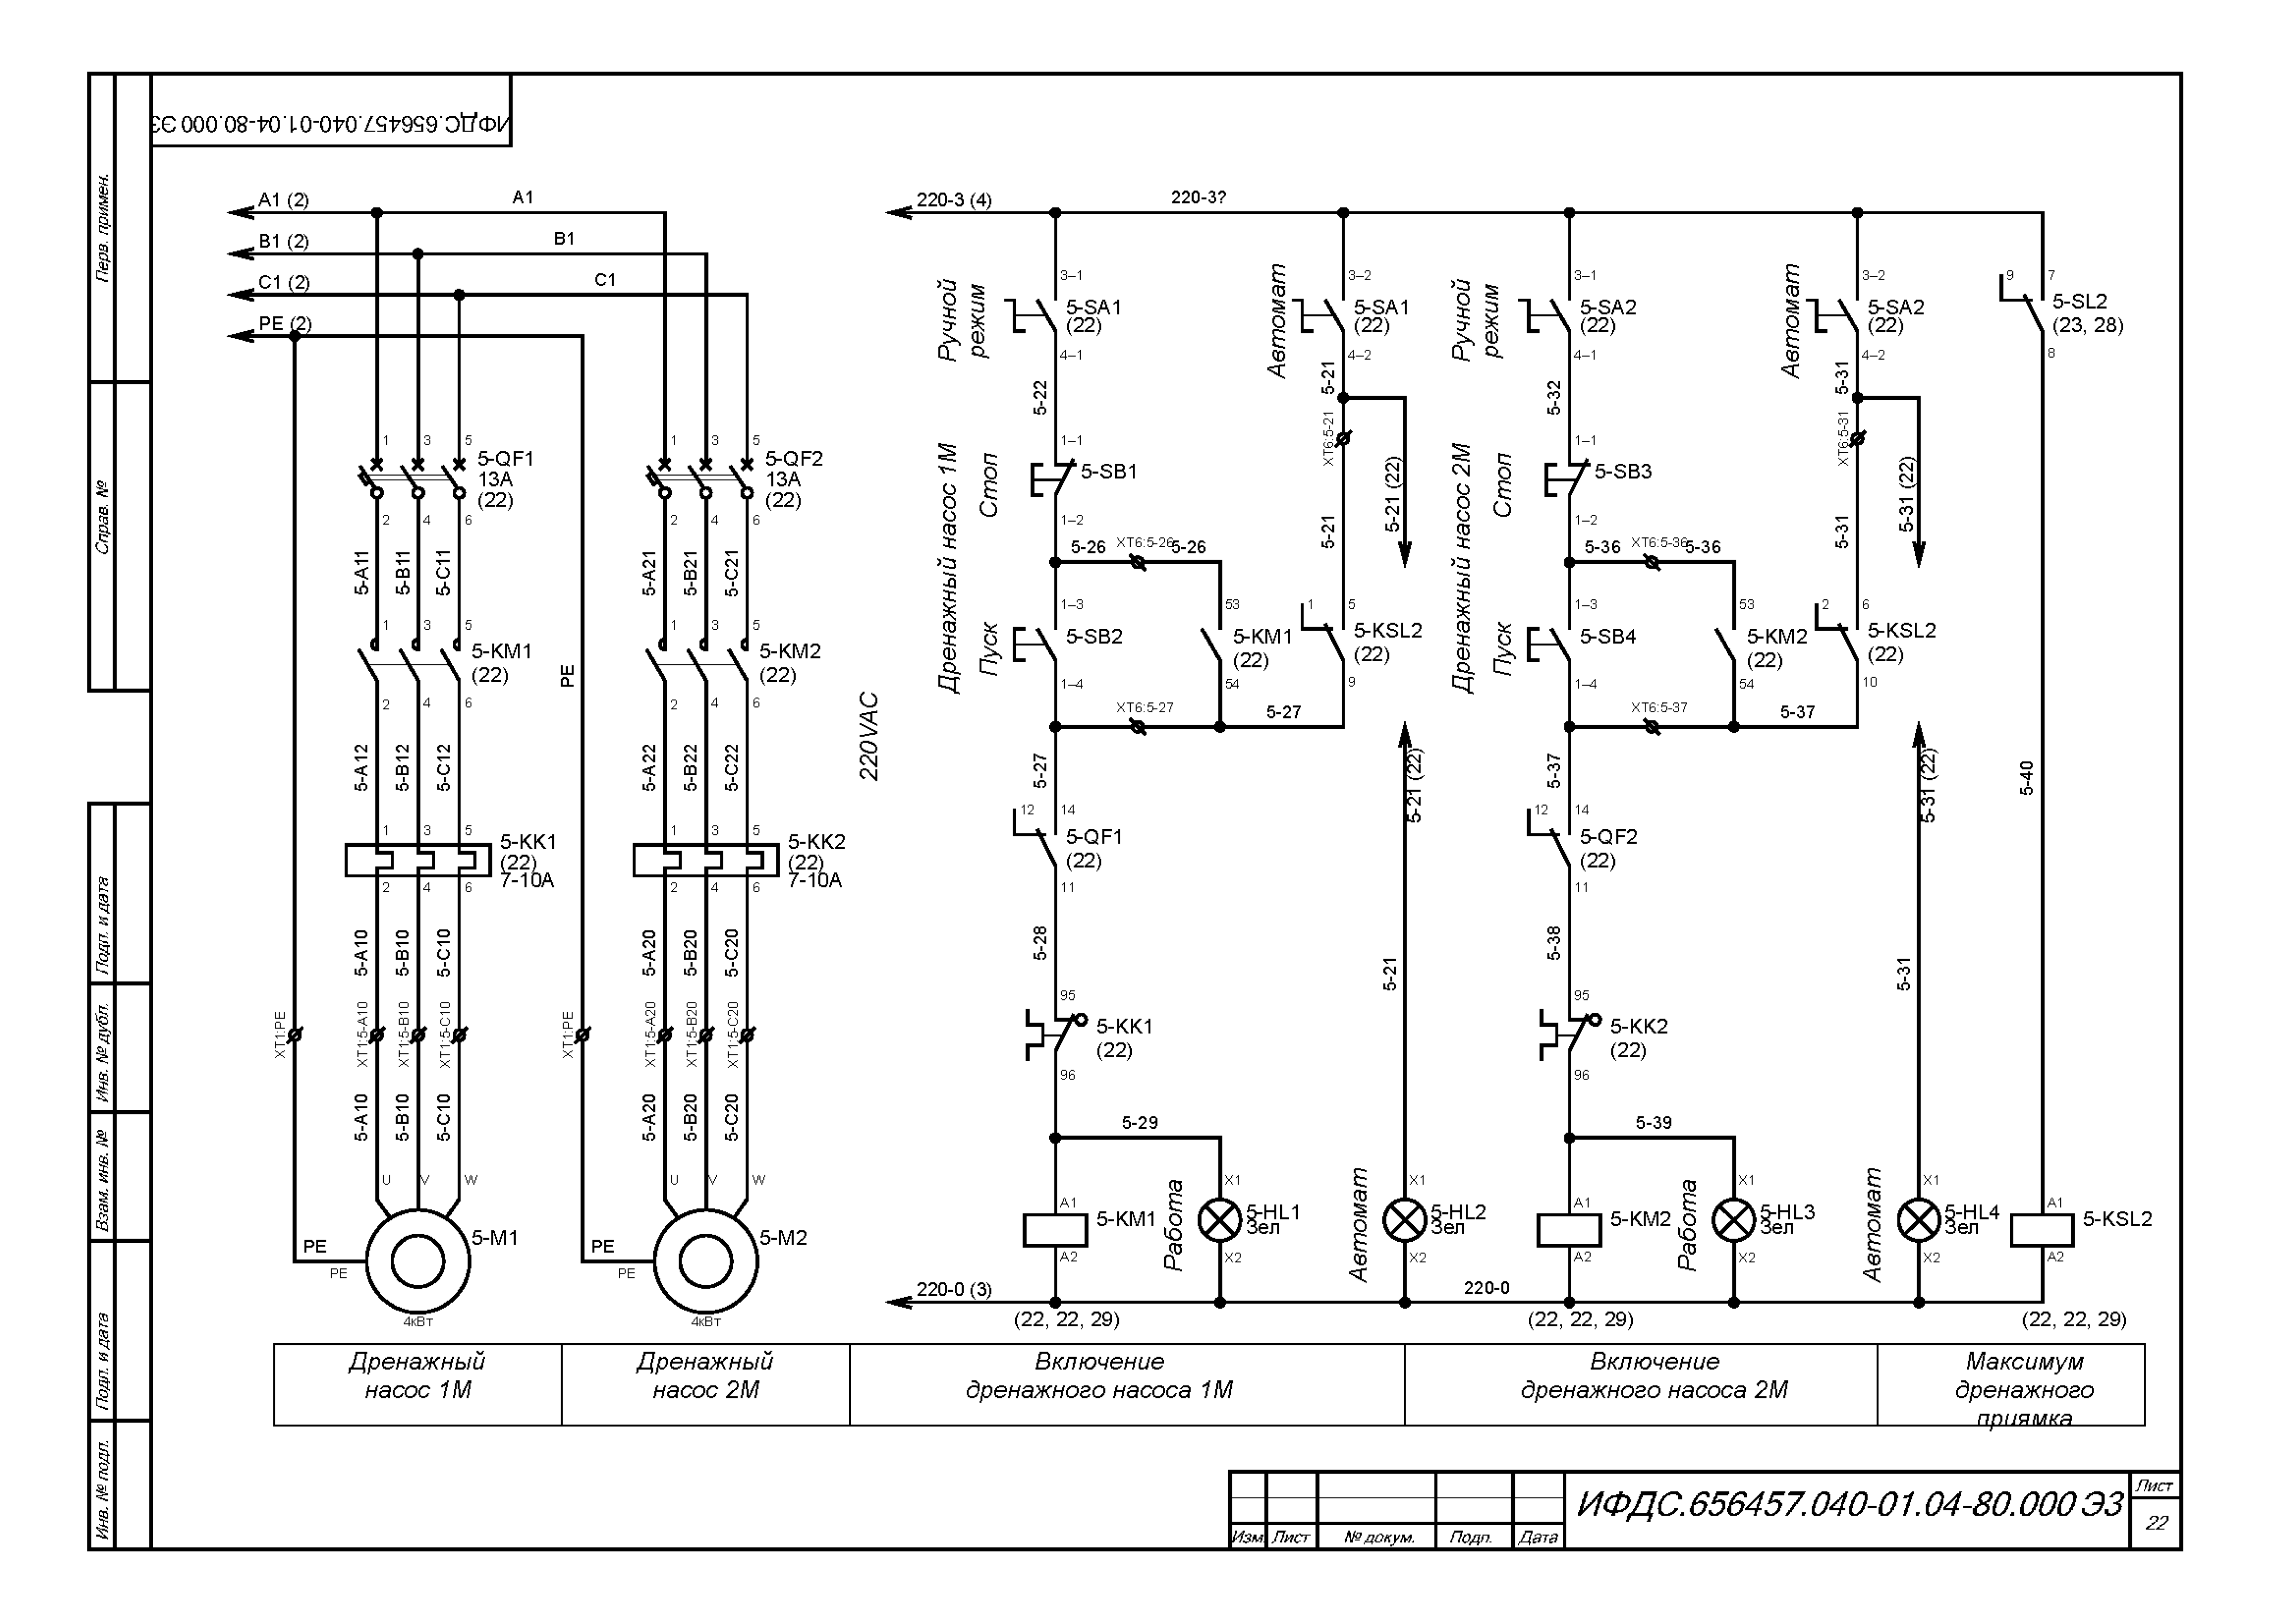 ИФДС.656457.040-01.04-80.000 ЭЗ
Перв. примен.
Справ. №
Подп. и дата
Инв. № дубл.
Взам. инв. №
Подп. и дата
Инв. № подл.
A1 (2)
A1
B1 (2)
B1
C1 (2)
C1
PE (2)
1 3 5
5-QF1
13A
(22)
2 4 6
1 3 5
5-QF2
13A
(22)
2 4 6
5-A11
5-B11
5-C11
5-A21
5-B21
5-C21
1 3 5
5-KM1
(22)
2 4 6
PE
1 3 5
5-KM2
(22)
2 4 6
5-A12
5-B12
5-C12
5-A22
5-B22
5-C22
1 3 5
5-KK1
(22)
7-10A
2 4 6
1 3 5
5-KK2
(22)
7-10A
2 4 6
5-A10
5-B10
5-C10
5-A20
5-B20
5-C20
XT1:PE
XT1:5-A10
XT1:5-B10
XT1:5-C10
XT1:PE
XT1:5-A20
XT1:5-B20
XT1:5-C20
5-A10
5-B10
5-C10
5-A20
5-B20
5-C20
U V W
U V W
PE
PE
5-M1
4кВт
PE
PE
5-M2
4кВт
220VAC
220-3 (4)
220-3?
Ручной
режим
3–1
5-SA1
(22)
4–1
Автомат
3–2
5-SA1
(22)
4–2
Ручной
режим
3–1
5-SA2
(22)
4–1
Автомат
3–2
5-SA2
(22)
4–2
9 7
5-SL2
(23, 28)
8
5-22
5-21
XT6:5-21
5-21 (22)
5-32
5-31
XT6:5-31
5-31 (22)
Дренажный насос 1М
Стоп
1–1
5-SB1
1–2
5-21
Дренажный насос 2М
Стоп
1–1
5-SB3
1–2
5-31
5-26
XT6:5-26
5-26
5-36
XT6:5-36
5-36
Пуск
1–3
5-SB2
1–4
53
5-KM1
(22)
54
1 5
5-KSL2
(22)
9
Пуск
1–3
5-SB4
1–4
53
5-KM2
(22)
54
2 6
5-KSL2
(22)
10
XT6:5-27
5-27
XT6:5-37
5-37
5-27
5-21 (22)
5-37
5-31 (22)
5-40
12 14
5-QF1
(22)
11
12 14
5-QF2
(22)
11
5-28
5-21
5-38
5-31
95
5-KK1
(22)
96
95
5-KK2
(22)
96
5-29
5-39
A1
5-KM1
A2
Работа
X1
5-HL1
Зел
X2
Автомат
X1
5-HL2
Зел
X2
A1
5-KM2
A2
Работа
X1
5-HL3
Зел
X2
Автомат
X1
5-HL4
Зел
X2
A1
5-KSL2
A2
220-0 (3)
220-0
(22, 22, 29)
(22, 22, 29)
(22, 22, 29)
Дренажный
насос 1М
Дренажный
насос 2М
Включение
дренажного насоса 1М
Включение
дренажного насоса 2М
Максимум
дренажного
приямка
Изм Лист № докум. Подп. Дата
ИФДС.656457.040-01.04-80.000 ЭЗ
Лист
22